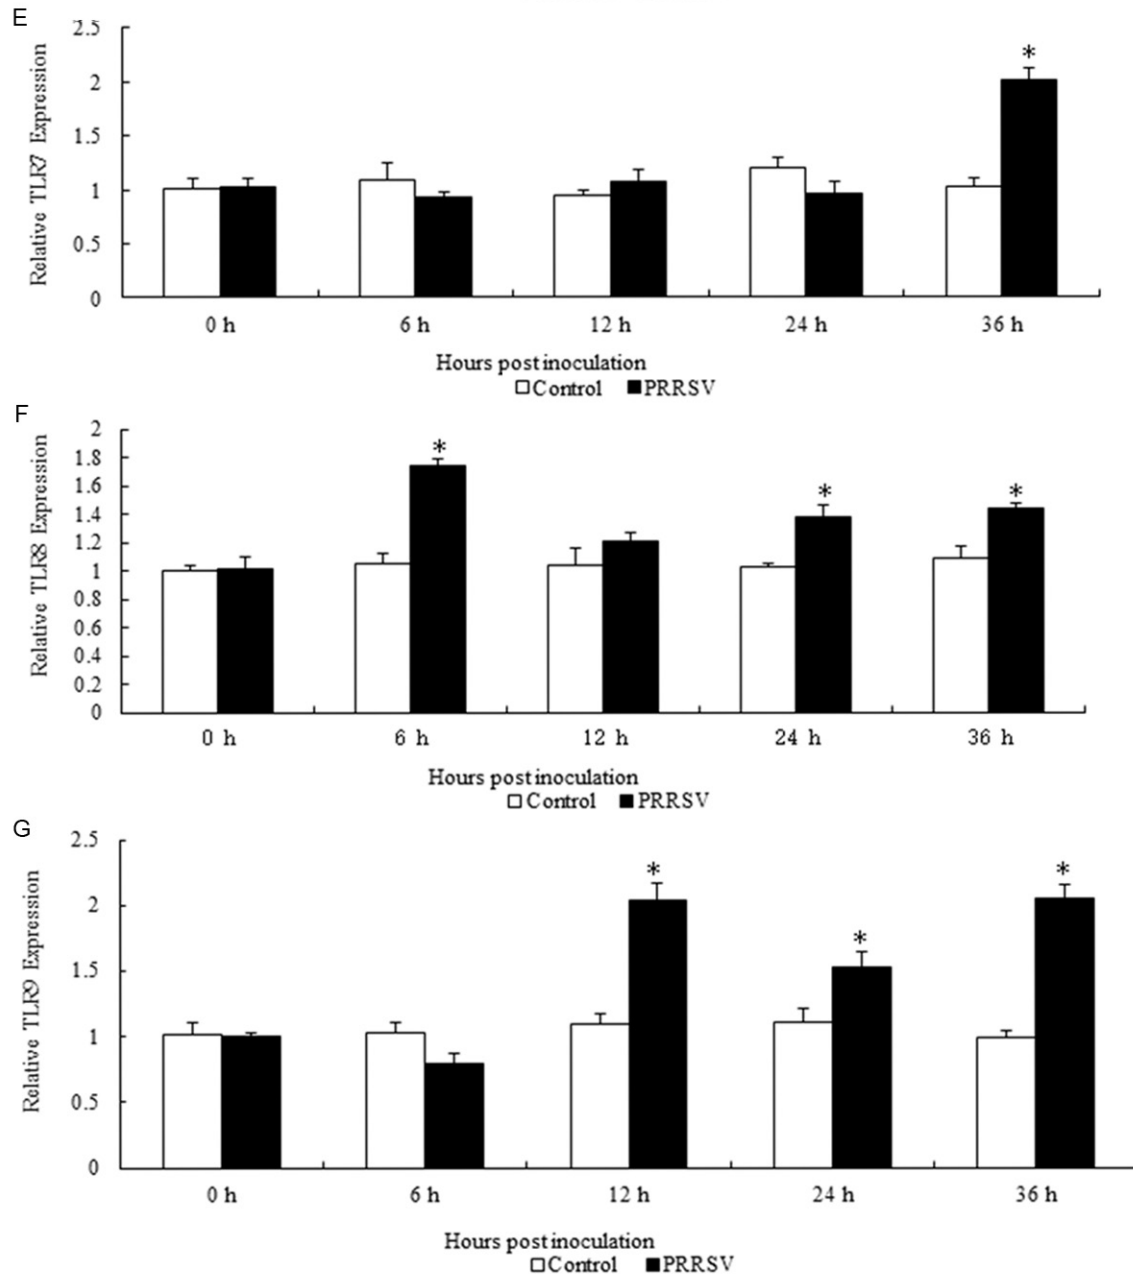 E
Relative TLR7 Expression
2.5
2
1.5
1
0.5
0
*
0 h 6 h 12 h 24 h 36 h
Hours post inoculation
Control PRRSV
F
Relative TLR8 Expression
2
1.8
1.6
1.4
1.2
1
0.8
0.6
0.4
0.2
0
* * *
0 h 6 h 12 h 24 h 36 h
Hours post inoculation
Control PRRSV
G
Relative TLR9 Expression
2.5
2
1.5
1
0.5
0
* * *
0 h 6 h 12 h 24 h 36 h
Hours post inoculation
Control PRRSV